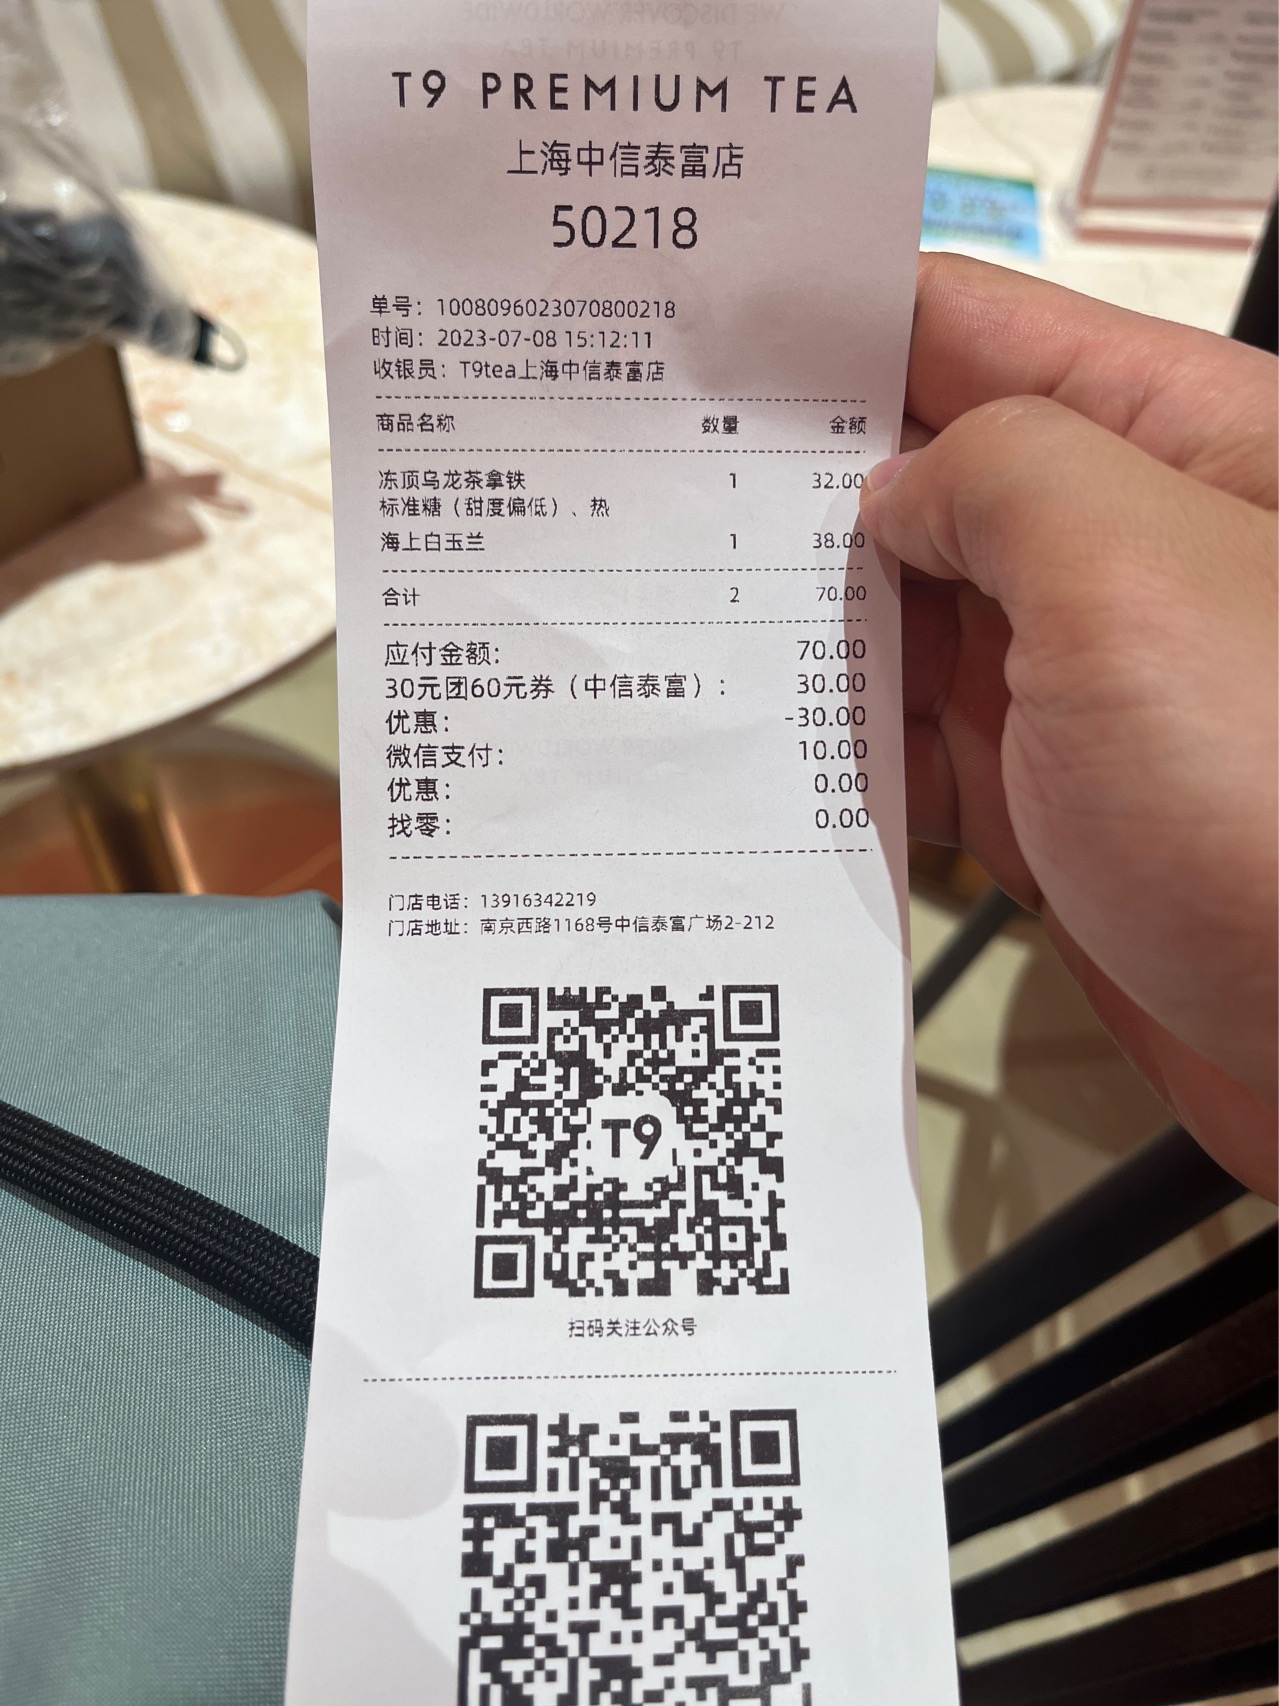 T9 PREMIUM TEA
上海中信泰富店
50218
单号：1008096023070800218
时间：2023-07-08 15:12:11
收银员：T9tea上海中信泰富店
商品名称 数量 金额
冻顶乌龙茶拿铁 1 32.00
标准糖（甜度偏低）、热
海上白玉兰 1 38.00
合计 2 70.00
应付金额： 70.00
30元团60元券（中信泰富）： 30.00
优惠： -30.00
微信支付： 10.00
优惠： 0.00
找零： 0.00
门店电话：13916342219
门店地址：南京西路1168号中信泰富广场2-212
T9
扫码关注公众号